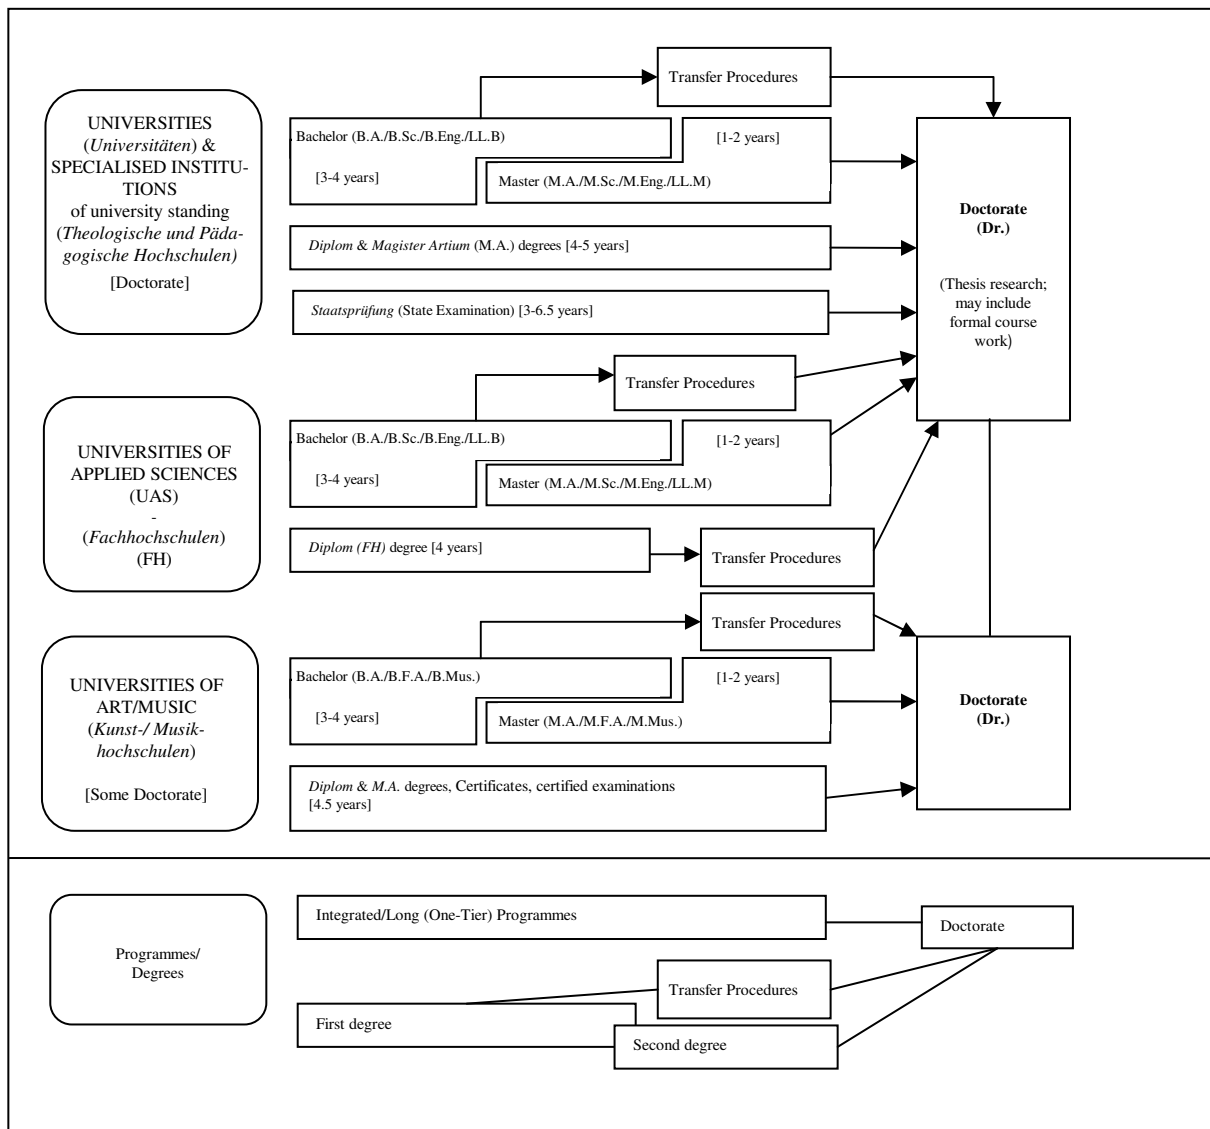 Transfer Procedures
UNIVERSITIES
(Universitäten) &
SPECIALISED INSTITU-
TIONS
of university standing
(Theologische und Päda-
gogische Hochschulen)
[Doctorate]
Bachelor (B.A./B.Sc./B.Eng./LL.B)
[3-4 years]
[1-2 years]
Master (M.A./M.Sc./M.Eng./LL.M)
Diplom & Magister Artium (M.A.) degrees [4-5 years]
Staatsprüfung (State Examination) [3-6.5 years]
Doctorate
(Dr.)
(Thesis research;
may include
formal course
work)
Transfer Procedures
UNIVERSITIES OF
APPLIED SCIENCES
(UAS)
-
(Fachhochschulen)
(FH)
Bachelor (B.A./B.Sc./B.Eng./LL.B)
[3-4 years]
[1-2 years]
Master (M.A./M.Sc./M.Eng./LL.M)
Diplom (FH) degree [4 years]
Transfer Procedures
Transfer Procedures
UNIVERSITIES OF
ART/MUSIC
(Kunst-/ Musik-
hochschulen)
[Some Doctorate]
Bachelor (B.A./B.F.A./B.Mus.)
[3-4 years]
[1-2 years]
Master (M.A./M.F.A./M.Mus.)
Diplom & M.A. degrees, Certificates, certified examinations
[4.5 years]
Doctorate
(Dr.)
Programmes/
Degrees
Integrated/Long (One-Tier) Programmes
Doctorate
Transfer Procedures
First degree
Second degree